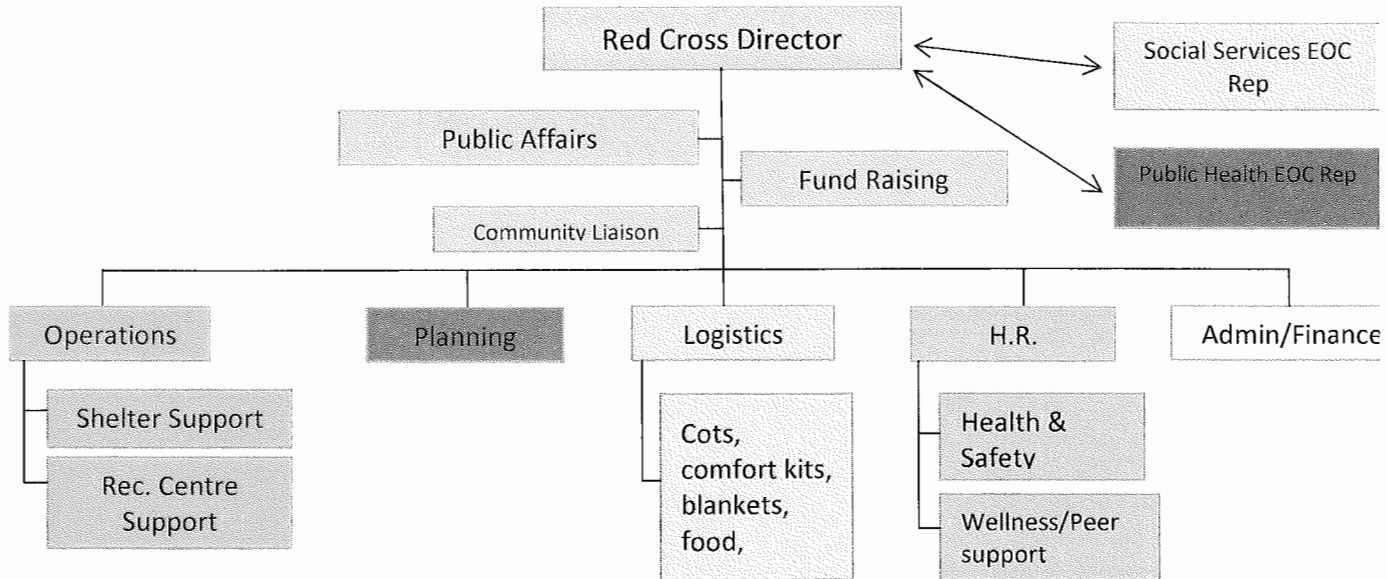 Red Cross Director
Social Services EOC
Rep
Public Affairs
Public Health EOC Rep
Fund Raising
Community Liaison
Operations
Planning
Logistics
H.R.
Admin/Finance
Shelter Support
Rec. Centre
Support
Cots,
comfort kits,
blankets,
food,
Health &
Safety
Wellness/Peer
support